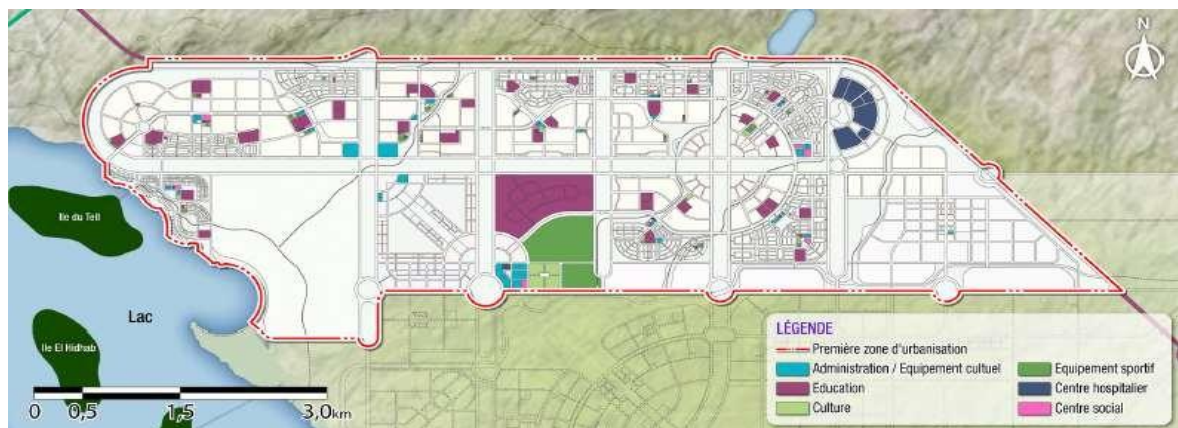 N
Ile du Tell
Lac
Ile El Hidhab
0 0,5 1,5 3,0km
LÉGENDE
Première zone d'urbanisation
Administration / Equipement cultuel
Education
Culture
Equipement sportif
Centre hospitalier
Centre social